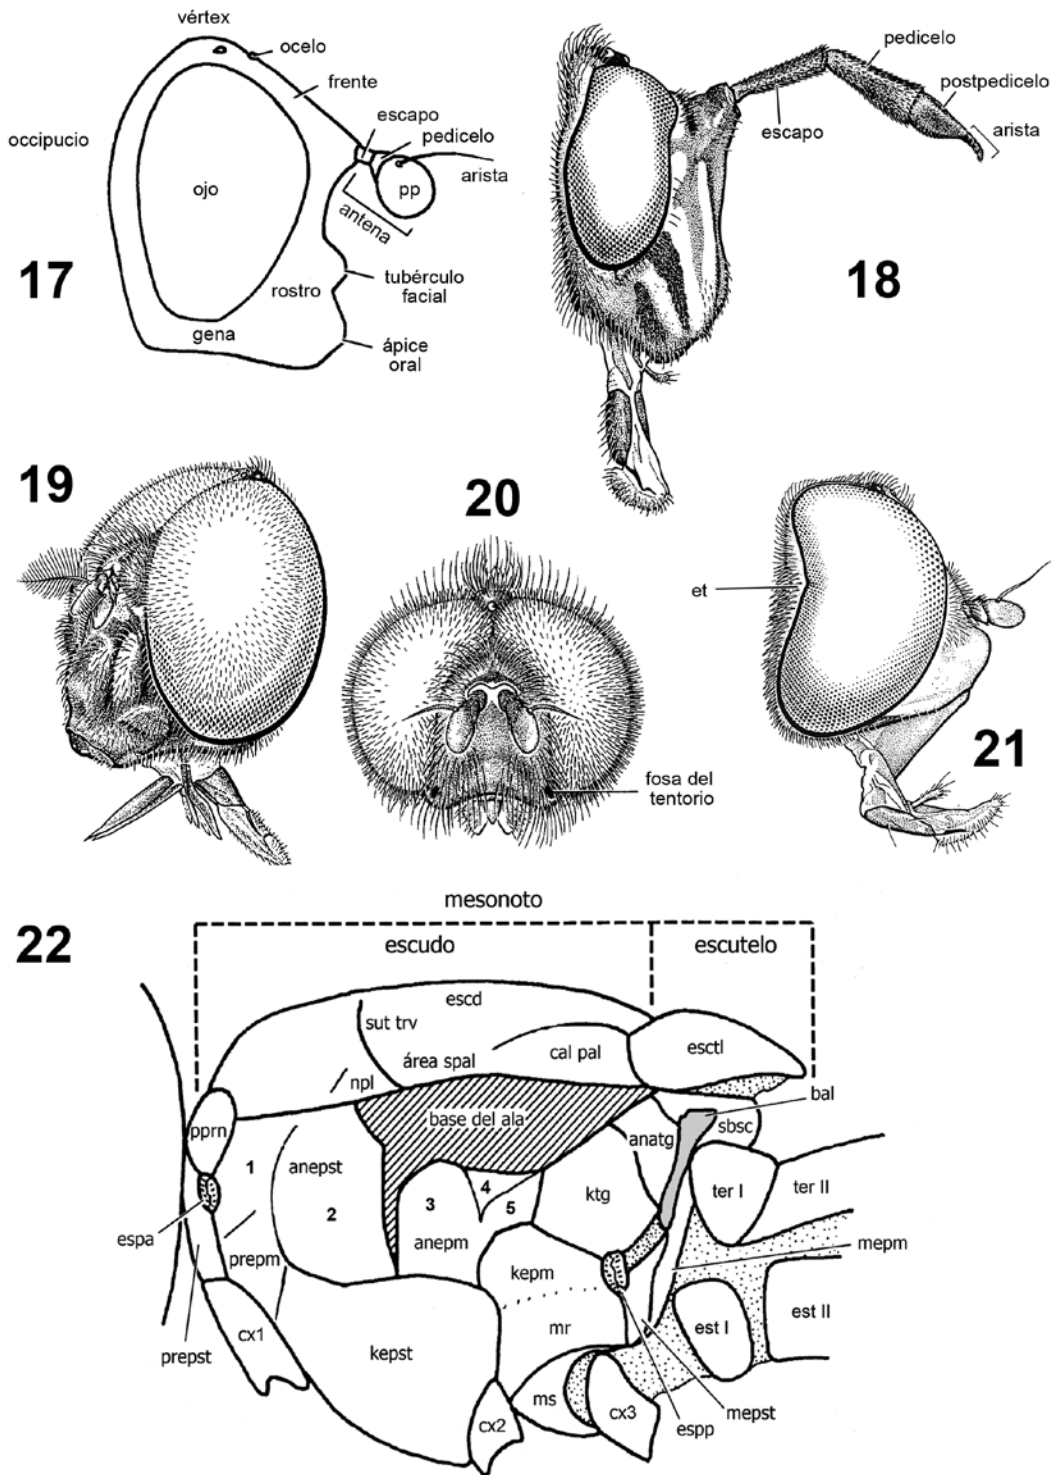 vértex
ocelo
frente
escapo
pedicelo
occipucio
ojo
pp
arista
antena
17
rostro
tubérculo
facial
gena
ápice
oral
pedicelo
postpedicelo
escapo
arista
18
19
20
fosa del
tentorio
et
21
22
mesonoto
escudo
escutelo
escd
sut trv
área spal
cal pal
esctl
npl
base del ala
bal
pprn
anatg
sbsc
1
anepst
2
3
4
5
ktg
ter I
ter II
espa
anepm
mepm
prepm
kepm
est II
cx1
mr
est I
prepst
kepst
ms
cx3
mepst
cx2
espp